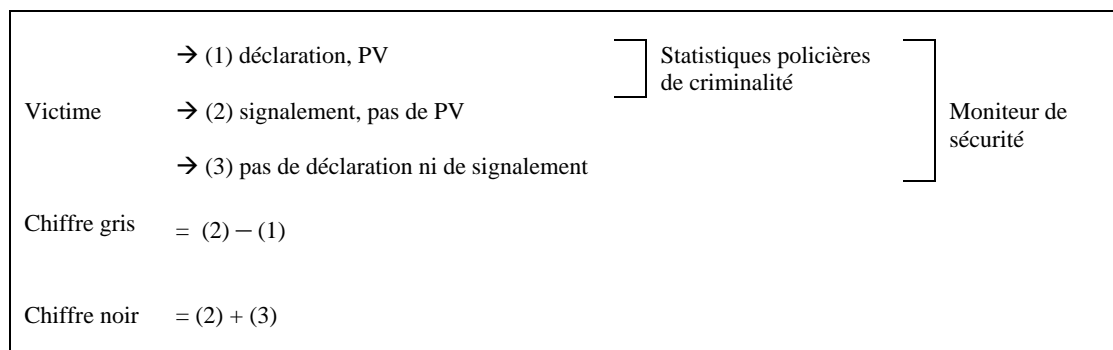 → (1) déclaration, PV
Statistiques policières
de criminalité
Victime → (2) signalement, pas de PV
Moniteur de
sécurité
→ (3) pas de déclaration ni de signalement
Chiffre gris = (2) – (1)
Chiffre noir = (2) + (3)